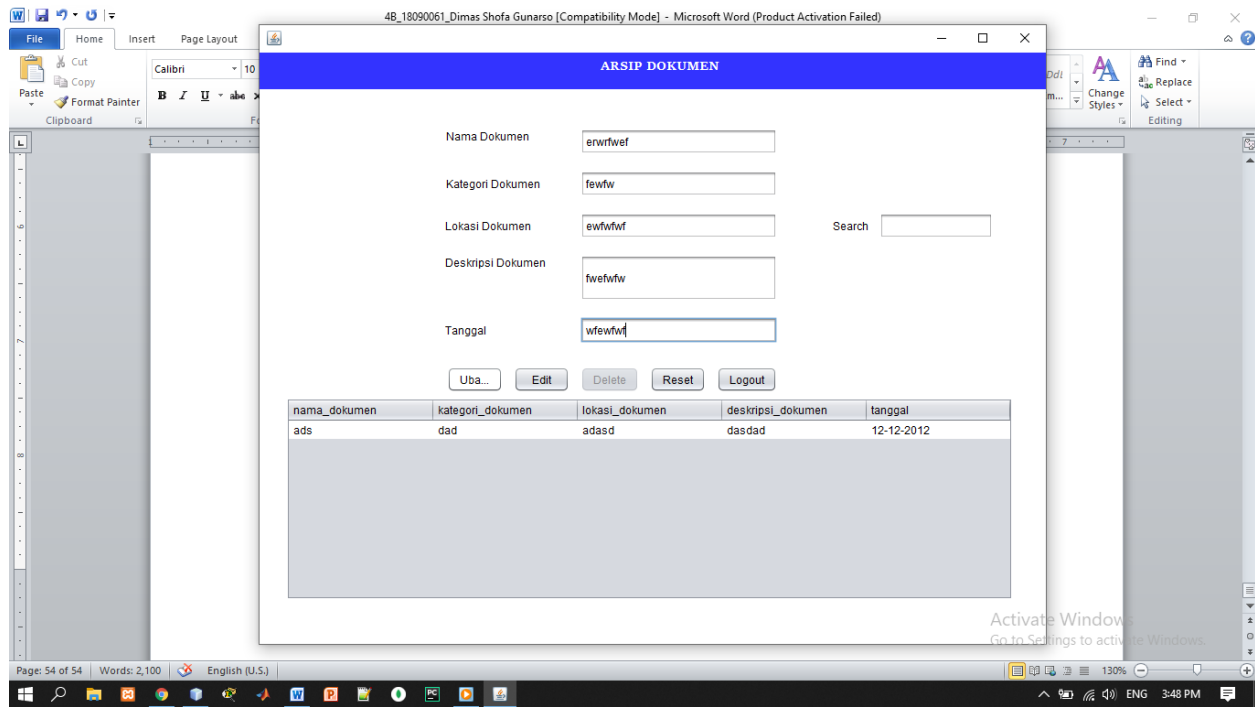 4B_18090061_Dimas Shofa Gunarso [Compatibility Mode] - Microsoft Word (Product Activation Failed)
File Home Insert Page Layout
Cut
Copy
Format Painter
Paste
Clipboard
Calibri 10
B I U abc
Find
Replace
Select
Editing
Change Styles
ARSIP DOKUMEN
Nama Dokumen erwrfwef
Kategori Dokumen fewfw
Lokasi Dokumen ewfwfwf Search
Deskripsi Dokumen fwefwfw
Tanggal wfewfwf
Uba... Edit Delete Reset Logout
nama_dokumen kategori_dokumen lokasi_dokumen deskripsi_dokumen tanggal
ads dad adasd dasdad 12-12-2012
Activate Windows
Go to Settings to activate Windows.
Page: 54 of 54 Words: 2,100 English (U.S.) 130%
ENG 3:48 PM